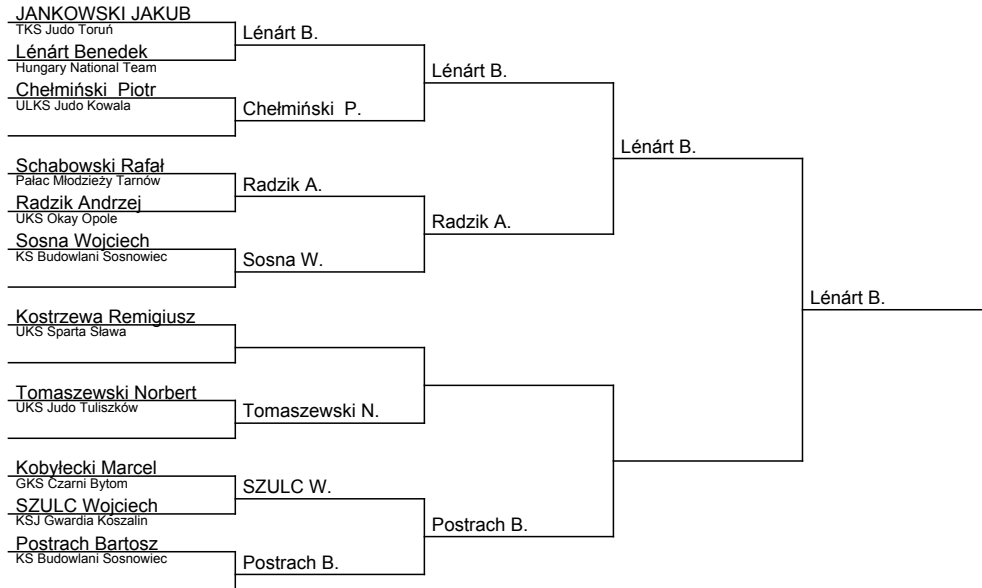 JANKOWSKI JAKUB
TKS Judo Toruń
Lénárt Benedek
Hungary National Team
Chełmiński  Piotr
ULKS Judo Kowala
Schabowski Rafał
Pałac Młodzieży Tarnów
Radzik Andrzej
UKS Okay Opole
Sosna Wojciech
KS Budowlani Sosnowiec
Kostrzewa Remigiusz
UKS Sparta Sława
Tomaszewski Norbert
UKS Judo Tuliszków
Kobyłecki Marcel
GKS Czarni Bytom
SZULC Wojciech
KSJ Gwardia Koszalin
Postrach Bartosz
KS Budowlani Sosnowiec
Lénárt B.
Chełmiński  P.
Radzik A.
Sosna W.
Tomaszewski N.
SZULC W.
Postrach B.
Lénárt B.
Radzik A.
Postrach B.
Lénárt B.
Lénárt B.